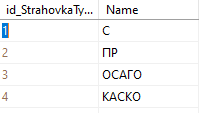 id_StrahovkaTy... Name
1 С
2 ПР
3 ОСАГО
4 КАСКО